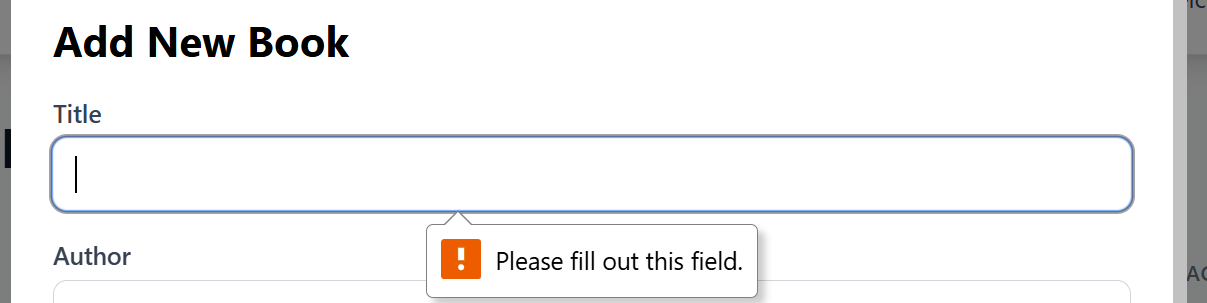 Add New Book
Title
Please fill out this field.
Author